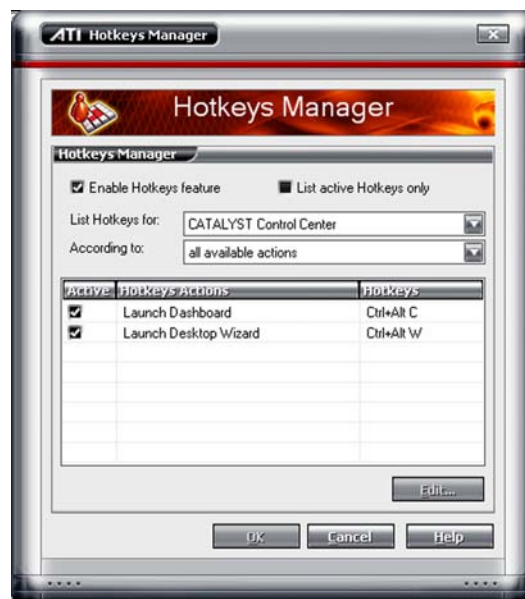 ATI Hotkeys Manager
Hotkeys Manager
Hotkeys Manager
Enable Hotkeys feature List active Hotkeys only
List Hotkeys for: CATALYST Control Center
According to: all available actions
Active Hotkeys Actions Hotkeys
Launch Dashboard Ctrl+Alt C
Launch Desktop Wizard Ctrl+Alt W
Edit...
OK Cancel Help